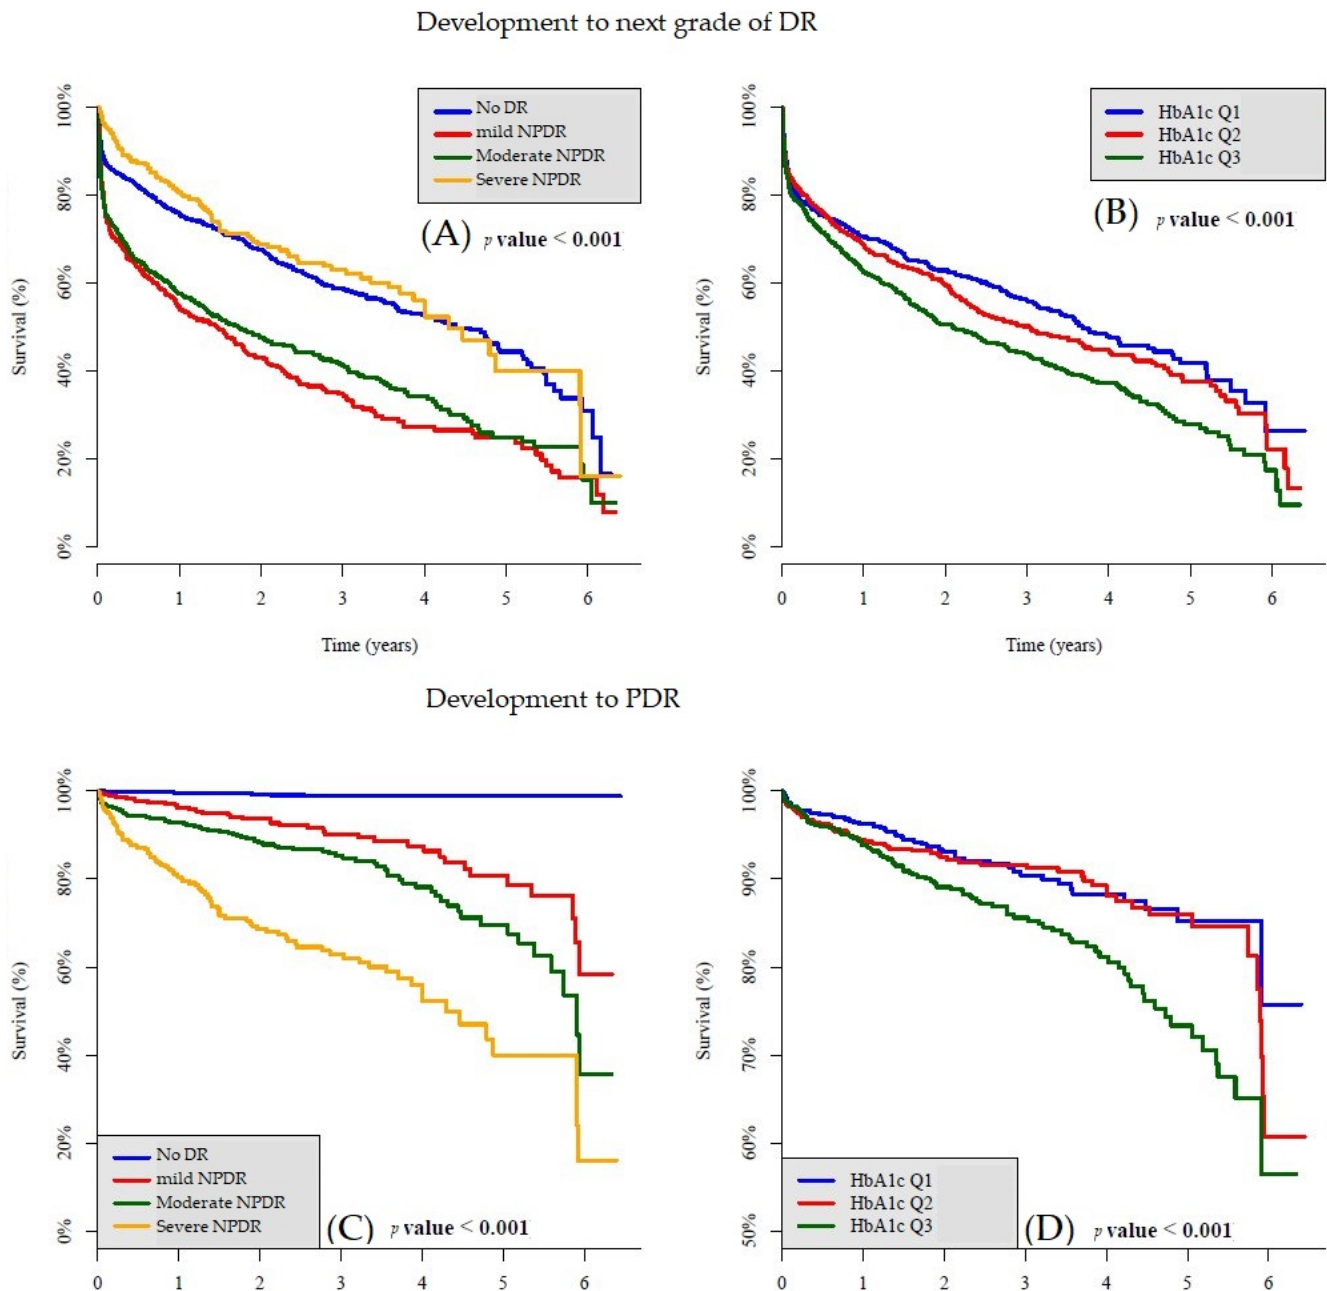 Development to next grade of DR
No DR
mild NPDR
Moderate NPDR
Severe NPDR
(A) p value < 0.001
Survival (%)
100%
80%
60%
40%
20%
0%
0 1 2 3 4 5 6
Time (years)
HbA1c Q1
HbA1c Q2
HbA1c Q3
(B) p value < 0.001
Survival (%)
100%
80%
60%
40%
20%
0%
0 1 2 3 4 5 6
Time (years)
Development to PDR
Survival (%)
100%
80%
60%
40%
20%
0%
No DR
mild NPDR
Moderate NPDR
Severe NPDR
(C) p value < 0.001
0 1 2 3 4 5 6
Survival (%)
100%
90%
80%
70%
60%
50%
HbA1c Q1
HbA1c Q2
HbA1c Q3
(D) p value < 0.001
0 1 2 3 4 5 6